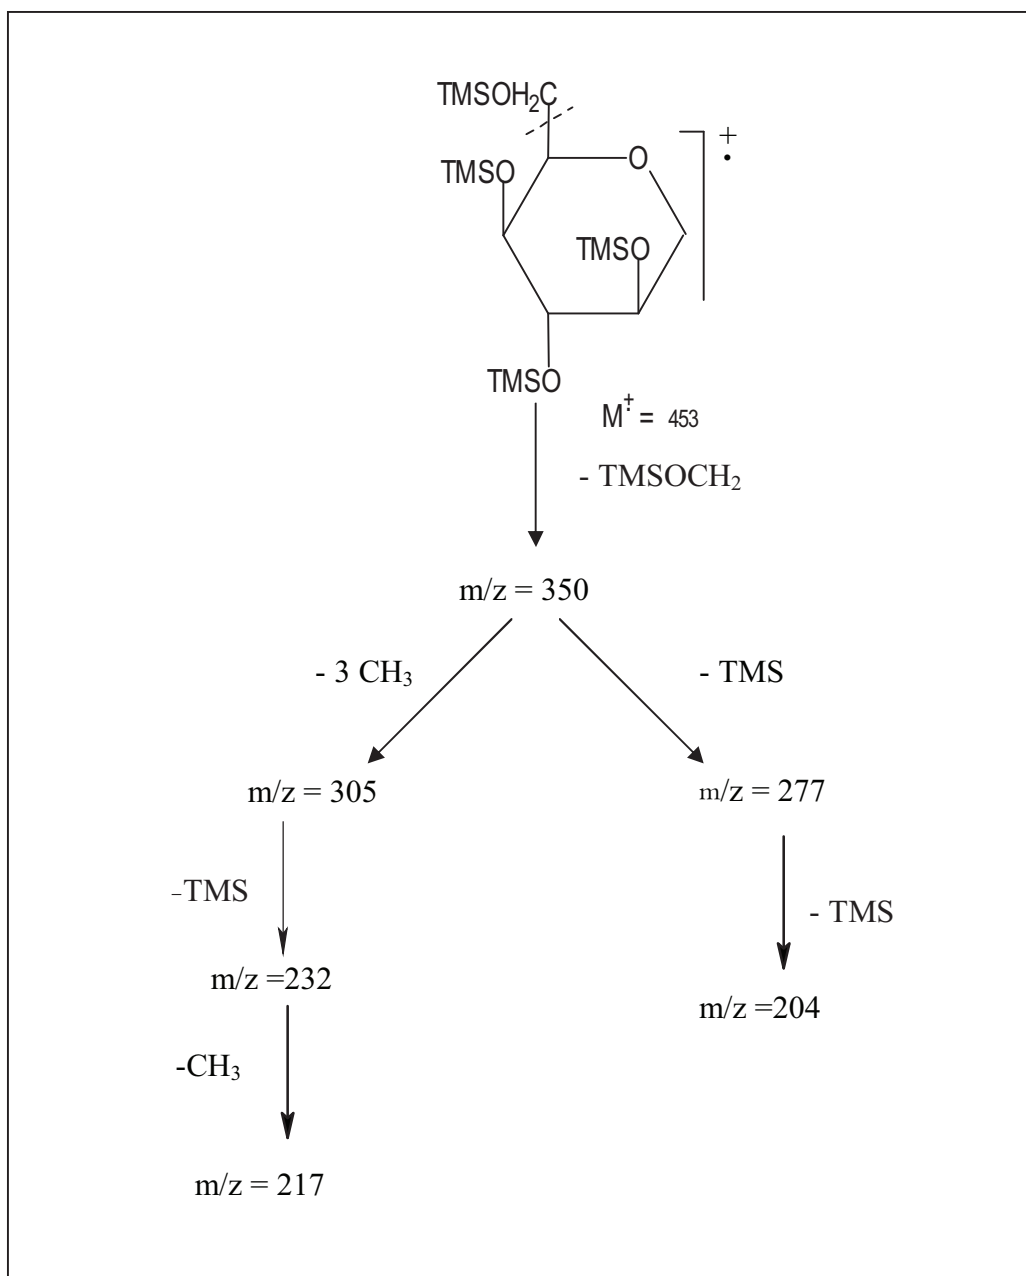 TMSOH₂C
TMSO
O
TMSO
TMSO
+
•
M⁺· = 453
- TMSOCH₂
m/z = 350
- 3 CH₃
- TMS
m/z = 305
m/z = 277
-TMS
- TMS
m/z =232
m/z =204
-CH₃
m/z = 217